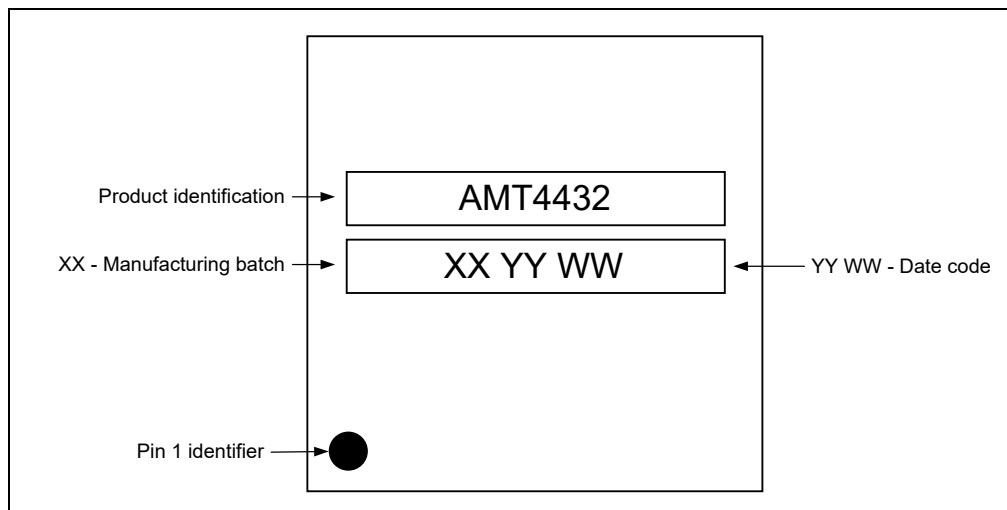 Product identification
AMT4432
XX - Manufacturing batch
XX YY WW
YY WW - Date code
Pin 1 identifier